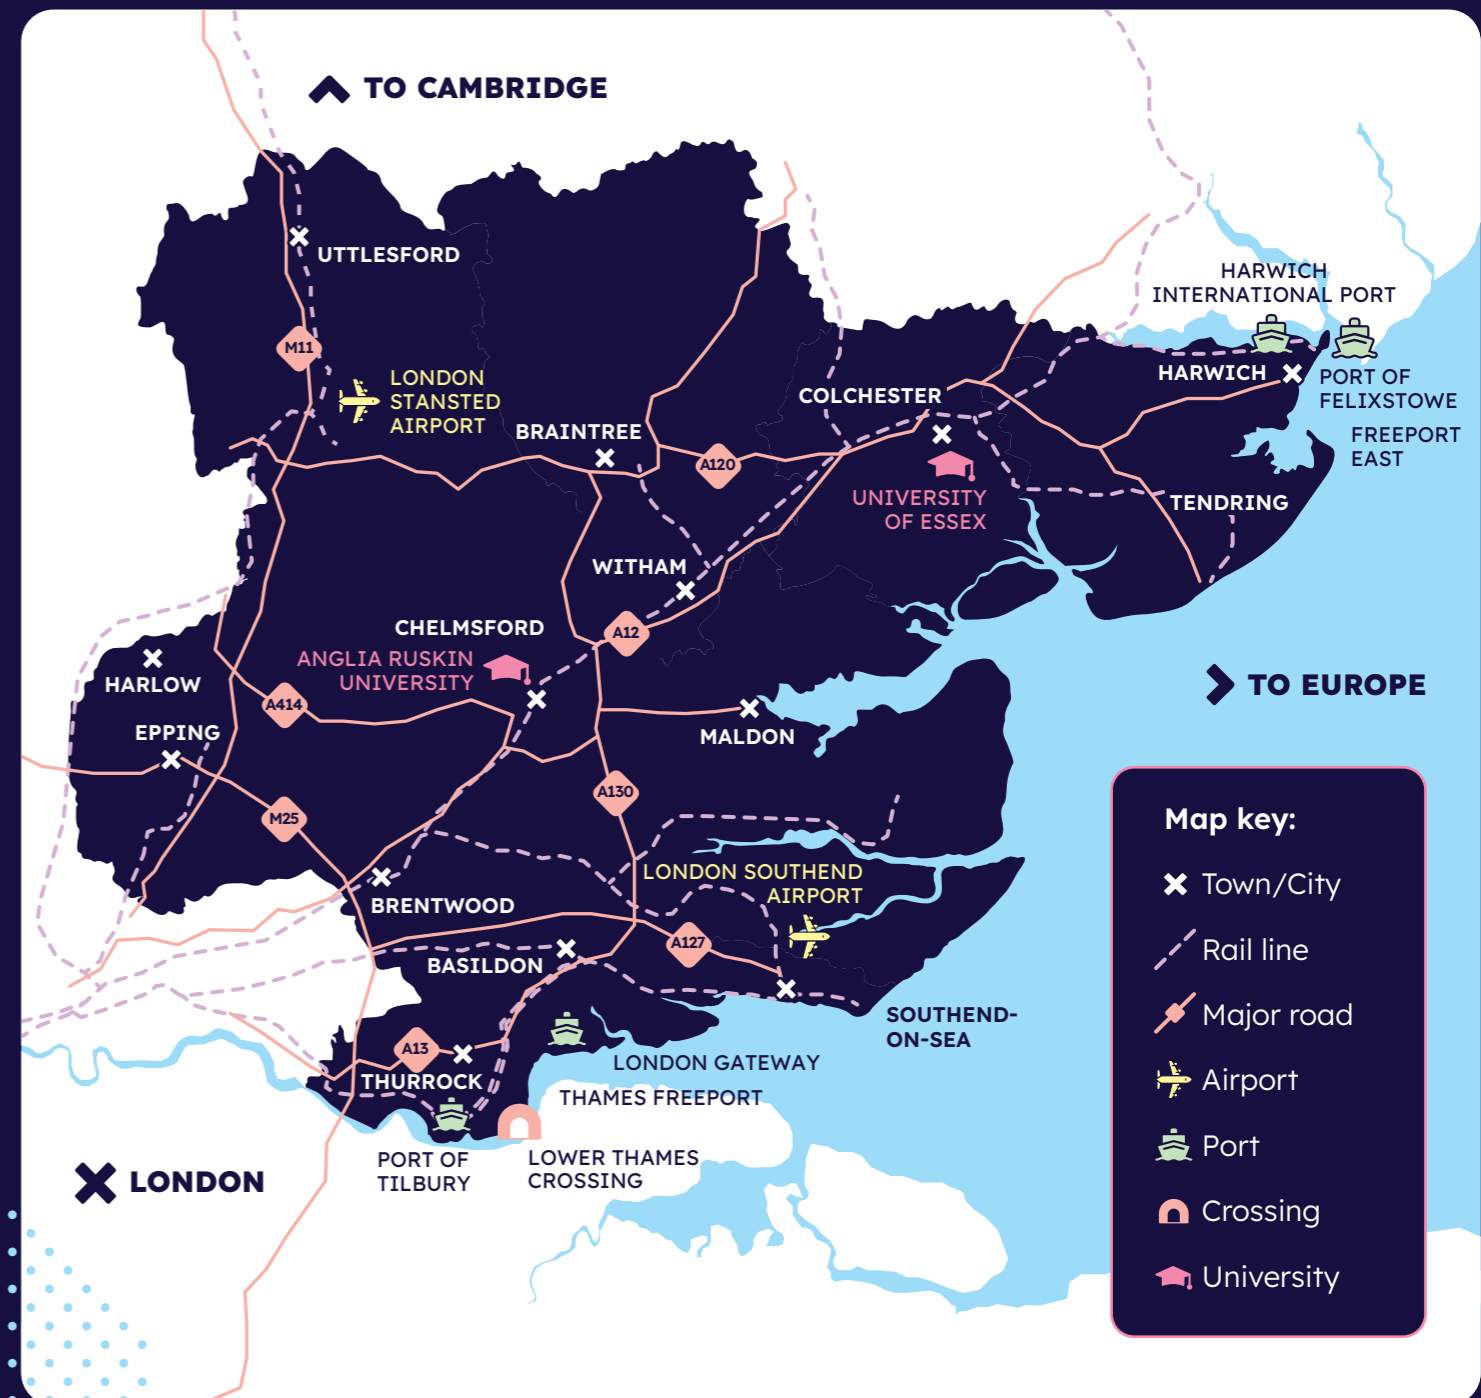 TO CAMBRIDGE
UTTLESFORD
HARWICH
INTERNATIONAL PORT
M11
LONDON
STANSTED
AIRPORT
HARWICH
PORT OF
FELIXSTOWE
COLCHESTER
BRAINTREE
FREEPORT
EAST
A120
UNIVERSITY
OF ESSEX
TENDRING
WITHAM
CHELMSFORD
A12
ANGLIA RUSKIN
UNIVERSITY
HARLOW
TO EUROPE
A414
EPPING
MALDON
A130
M25
LONDON SOUTHEND
AIRPORT
BRENTWOOD
A127
BASILDON
SOUTHEND-
ON-SEA
A13
LONDON GATEWAY
THURROCK
THAMES FREEPORT
PORT OF
TILBURY
LOWER THAMES
CROSSING
LONDON
Map key:
Town/City
Rail line
Major road
Airport
Port
Crossing
University